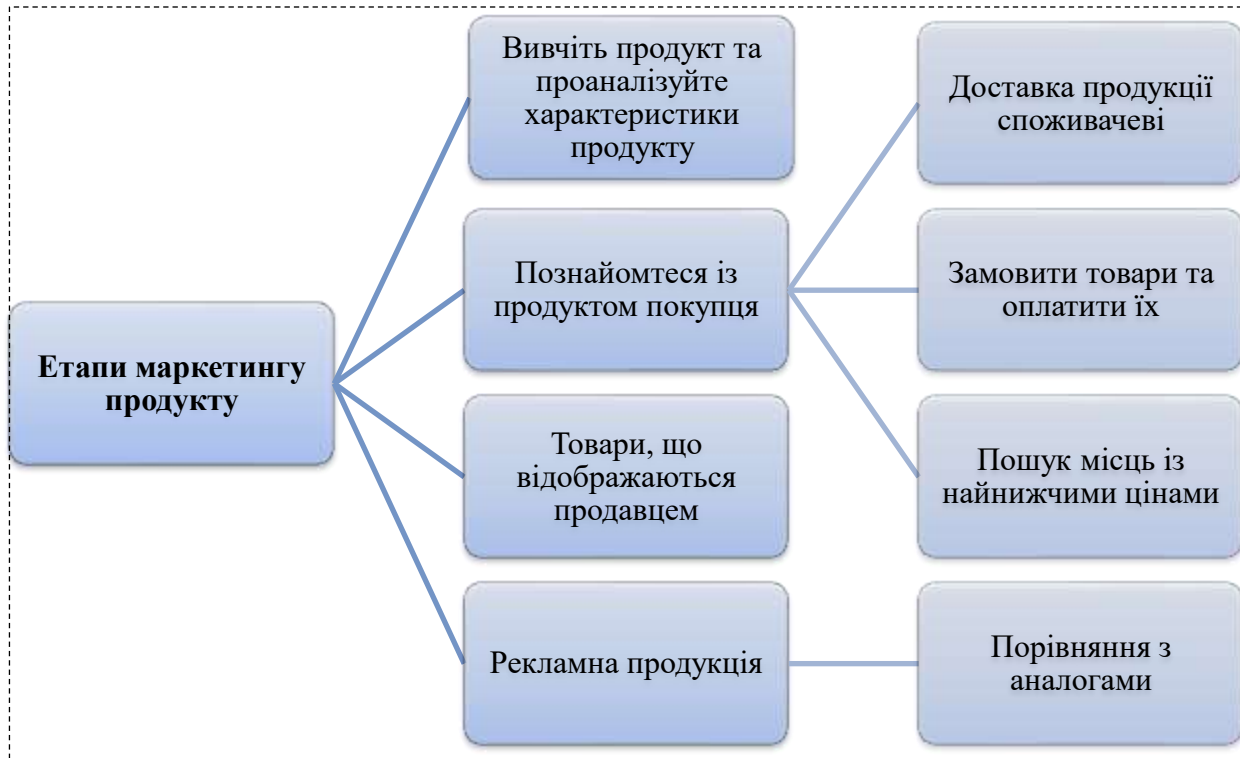 Етапи маркетингу
продукту
Вивчіть продукт та
проаналізуйте
характеристики
продукту
Познайомтеся із
продуктом покупця
Товари, що
відображаються
продавцем
Рекламна продукція
Доставка продукції
споживачеві
Замовити товари та
оплатити їх
Пошук місць із
найнижчими цінами
Порівняння з
аналогами